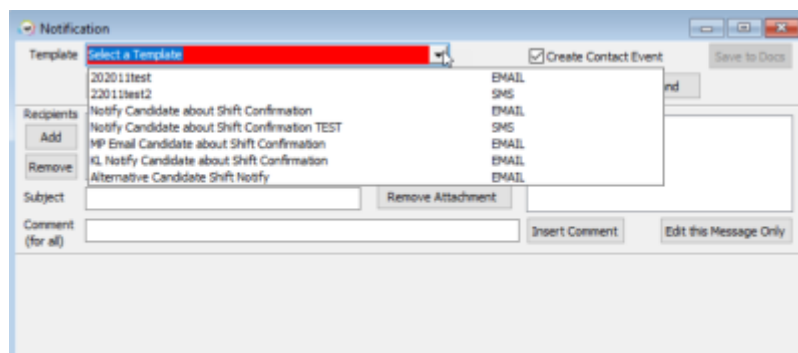 Notification
Template Select a Template Create Contact Event Save to Docs
202011test EMAIL
22011test2 SMS
nd
Recipients Notify Candidate about Shift Confirmation EMAIL
Notify Candidate about Shift Confirmation TEST SMS
Add
MP Email Candidate about Shift Confirmation EMAIL
KL Notify Candidate about Shift Confirmation EMAIL
Remove
Alternative Candidate Shift Notify EMAIL
Subject Remove Attachment
Comment
(for all) Insert Comment Edit this Message Only